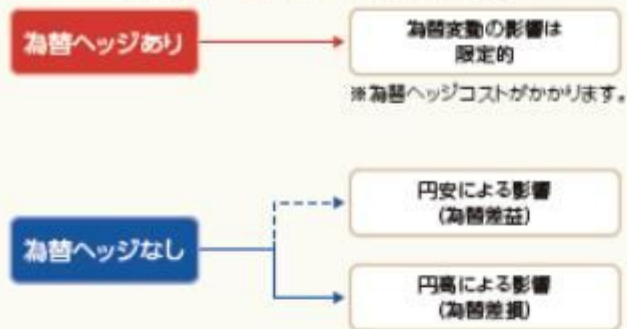 為替ヘッジあり
為替変動の影響は
限定的
※為替ヘッジコストがかかります。
円安による影響
(為替差益)
為替ヘッジなし
円高による影響
(為替差損)